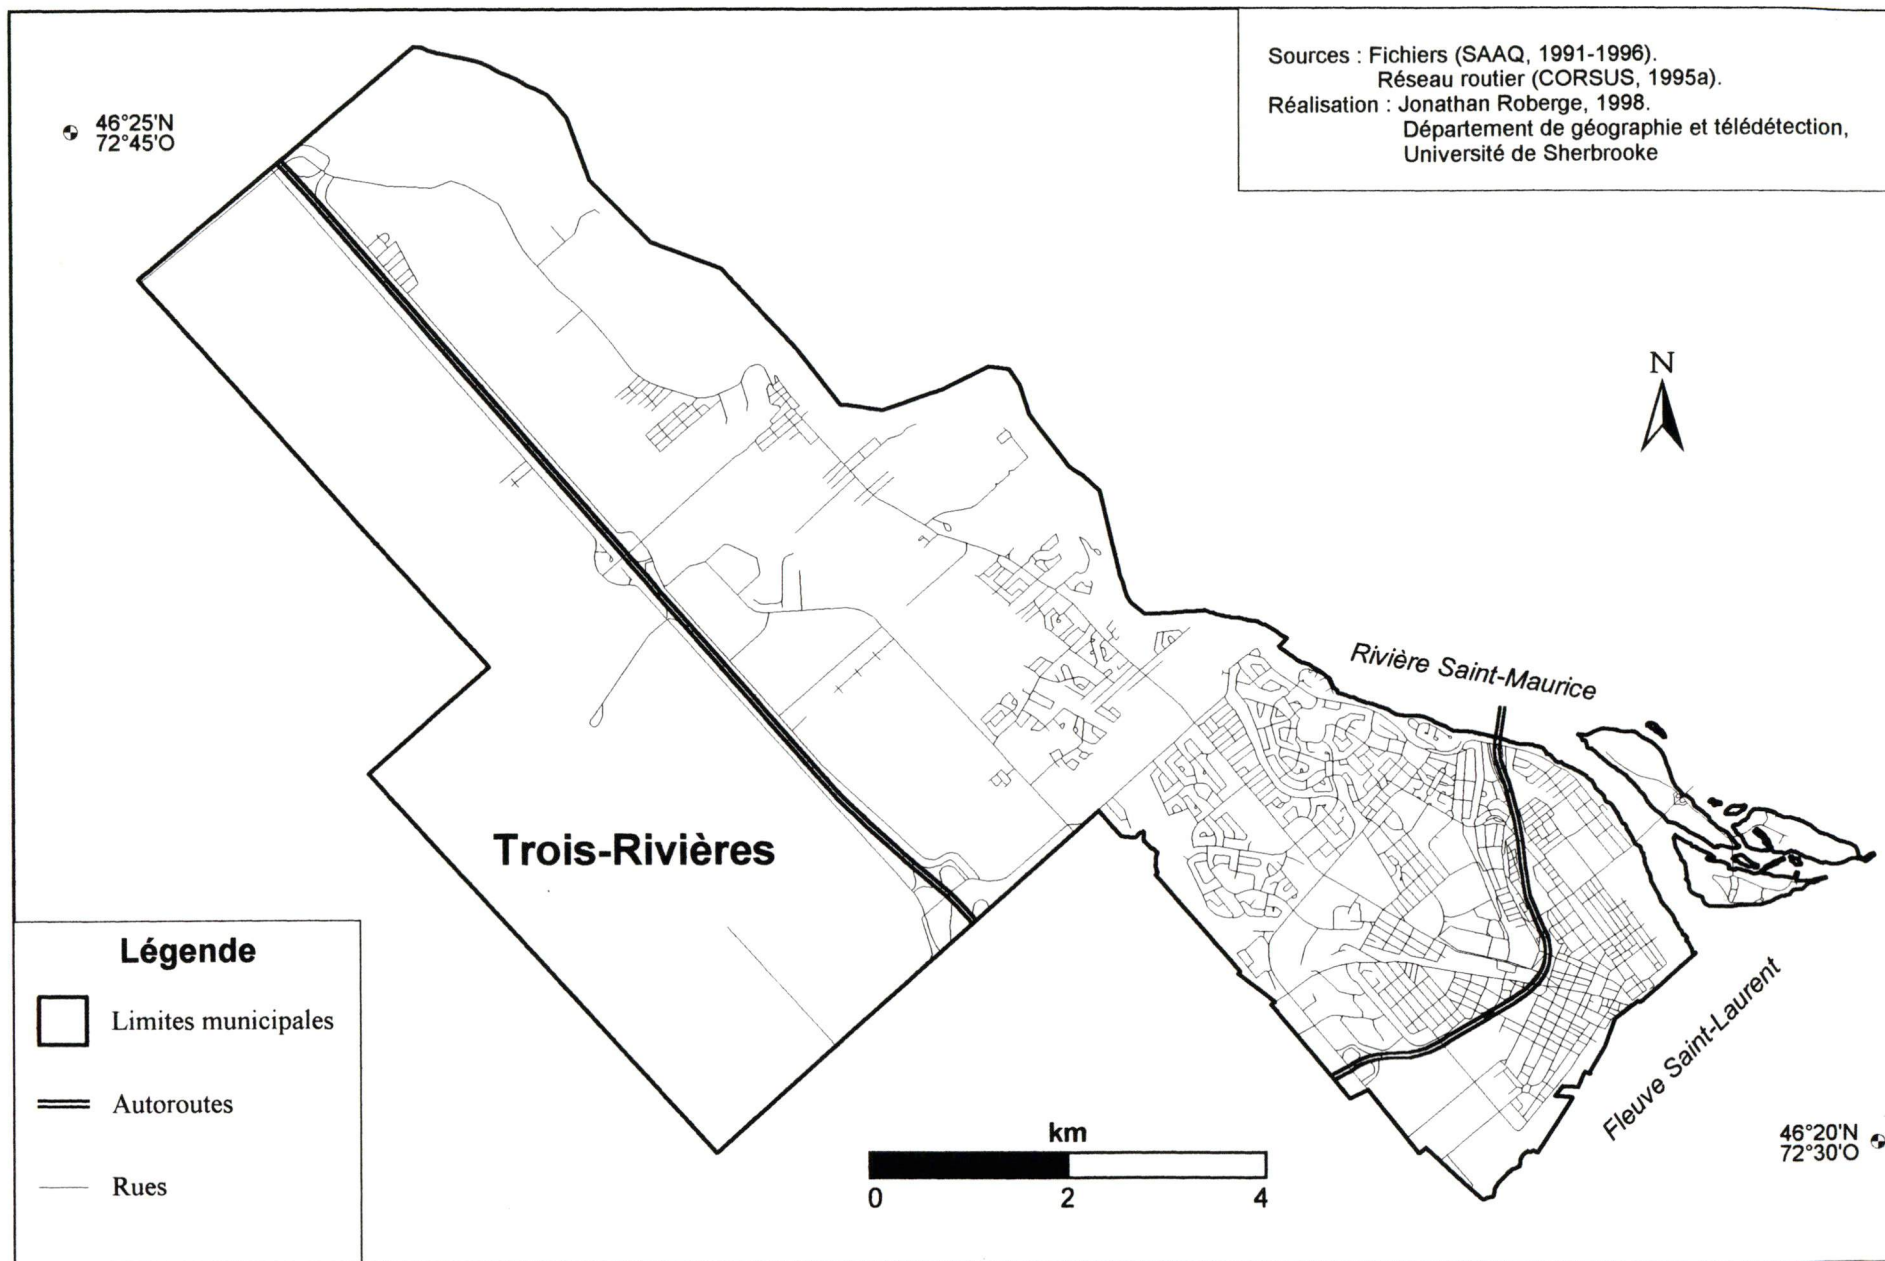 Sources : Fichiers (SAAQ, 1991-1996).
Réseau routier (CORSUS, 1995a).
Réalisation : Jonathan Roberge, 1998.
Département de géographie et télédétection,
Université de Sherbrooke
46°25'N
72°45'O
N
Rivière Saint-Maurice
Trois-Rivières
Fleuve Saint-Laurent
Légende
Limites municipales
Autoroutes
Rues
km
0 2 4
46°20'N
72°30'O